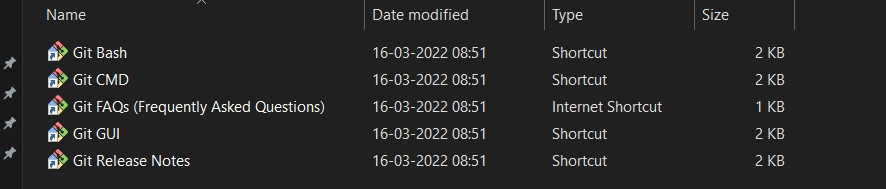 Name Date modified Type Size
Git Bash 16-03-2022 08:51 Shortcut 2 KB
Git CMD 16-03-2022 08:51 Shortcut 2 KB
Git FAQs (Frequently Asked Questions) 16-03-2022 08:51 Internet Shortcut 1 KB
Git GUI 16-03-2022 08:51 Shortcut 2 KB
Git Release Notes 16-03-2022 08:51 Shortcut 2 KB